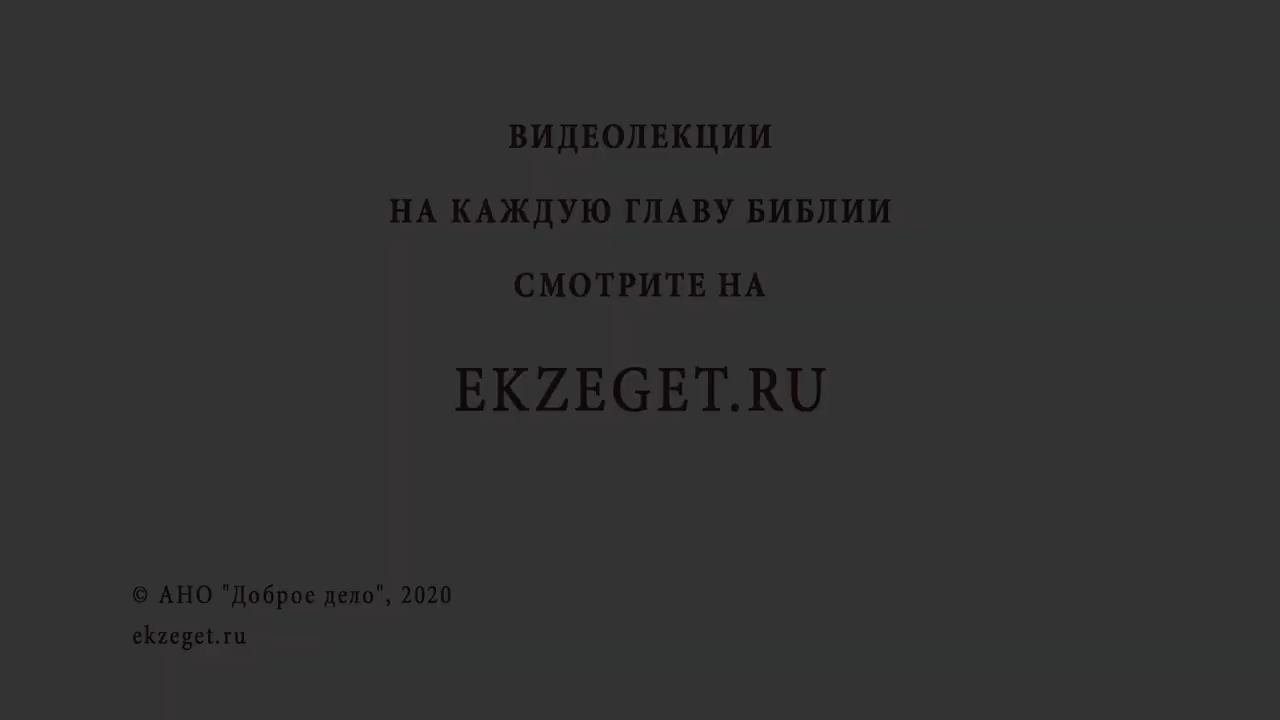 ВИДЕОЛЕКЦИИ
НА КАЖДУЮ ГЛАВУ БИБЛИИ
СМОТРИТЕ НА
EKZEGET.RU
© АНО "Доброе дело", 2020
ekzeget.ru